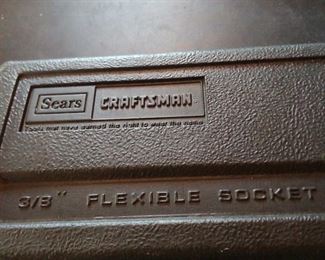 Sears CRAFTSMAN
Tools that have earned the right to wear the name
3/8" FLEXIBLE SOCKET